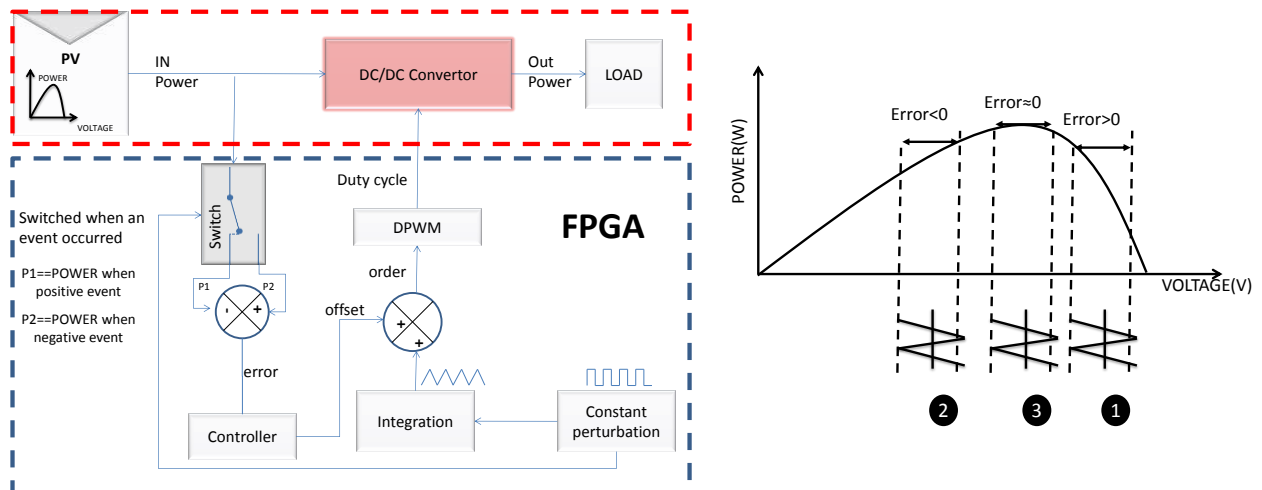 PV
POWER
VOLTAGE
IN
Power
DC/DC Convertor
Out
Power
LOAD
Switched when an
event occurred
P1==POWER when
positive event
P2==POWER when
negative event
Switch
P1
P2
-
+
error
Controller
Duty cycle
DPWM
order
offset
+
+
Integration
Constant
perturbation
FPGA
POWER(W)
Error<0
Error≈0
Error>0
VOLTAGE(V)
2
3
1